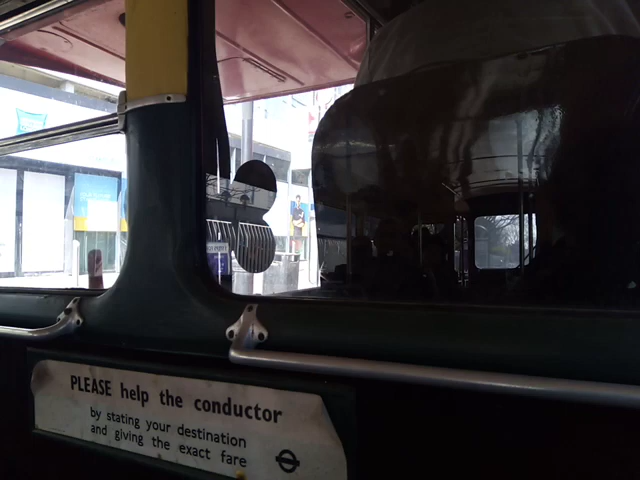 PLEASE help the conductor
by stating your destination
and giving the exact fare